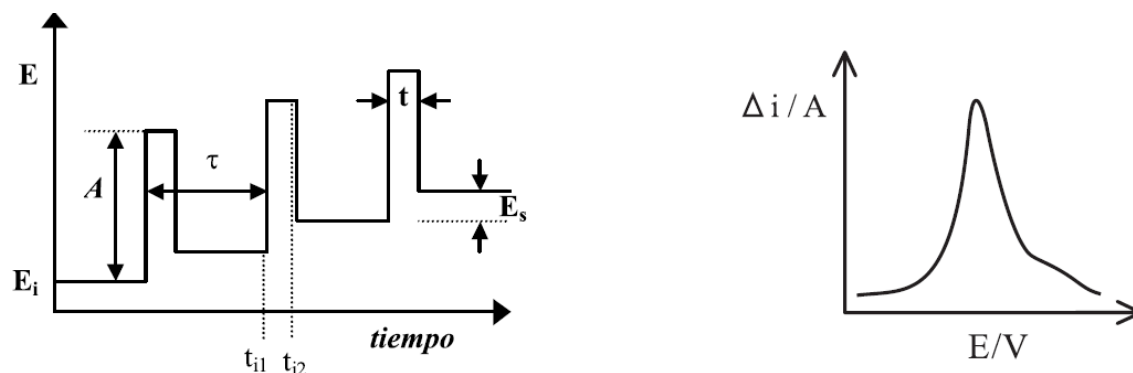 E
A
τ
t
E_s
E_i
tiempo
t_i1 t_i2
Δ i / A
E/V